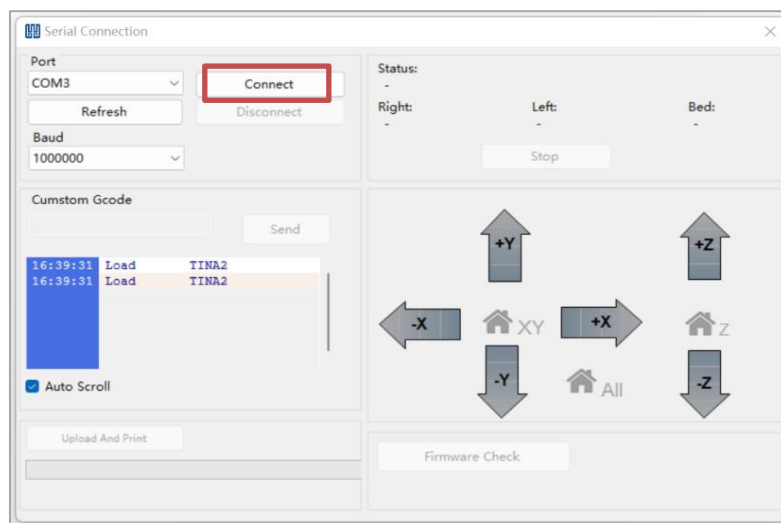 Serial Connection
Port
COM3
Connect
Refresh
Disconnect
Baud
1000000
Status:
-
Right:
Left:
Bed:
-
-
-
Stop
Cumstom Gcode
Send
16:39:31 Load TINA2
16:39:31 Load TINA2
Auto Scroll
+Y
+Z
-X
XY
+X
Z
-Y
All
-Z
Upload And Print
Firmware Check